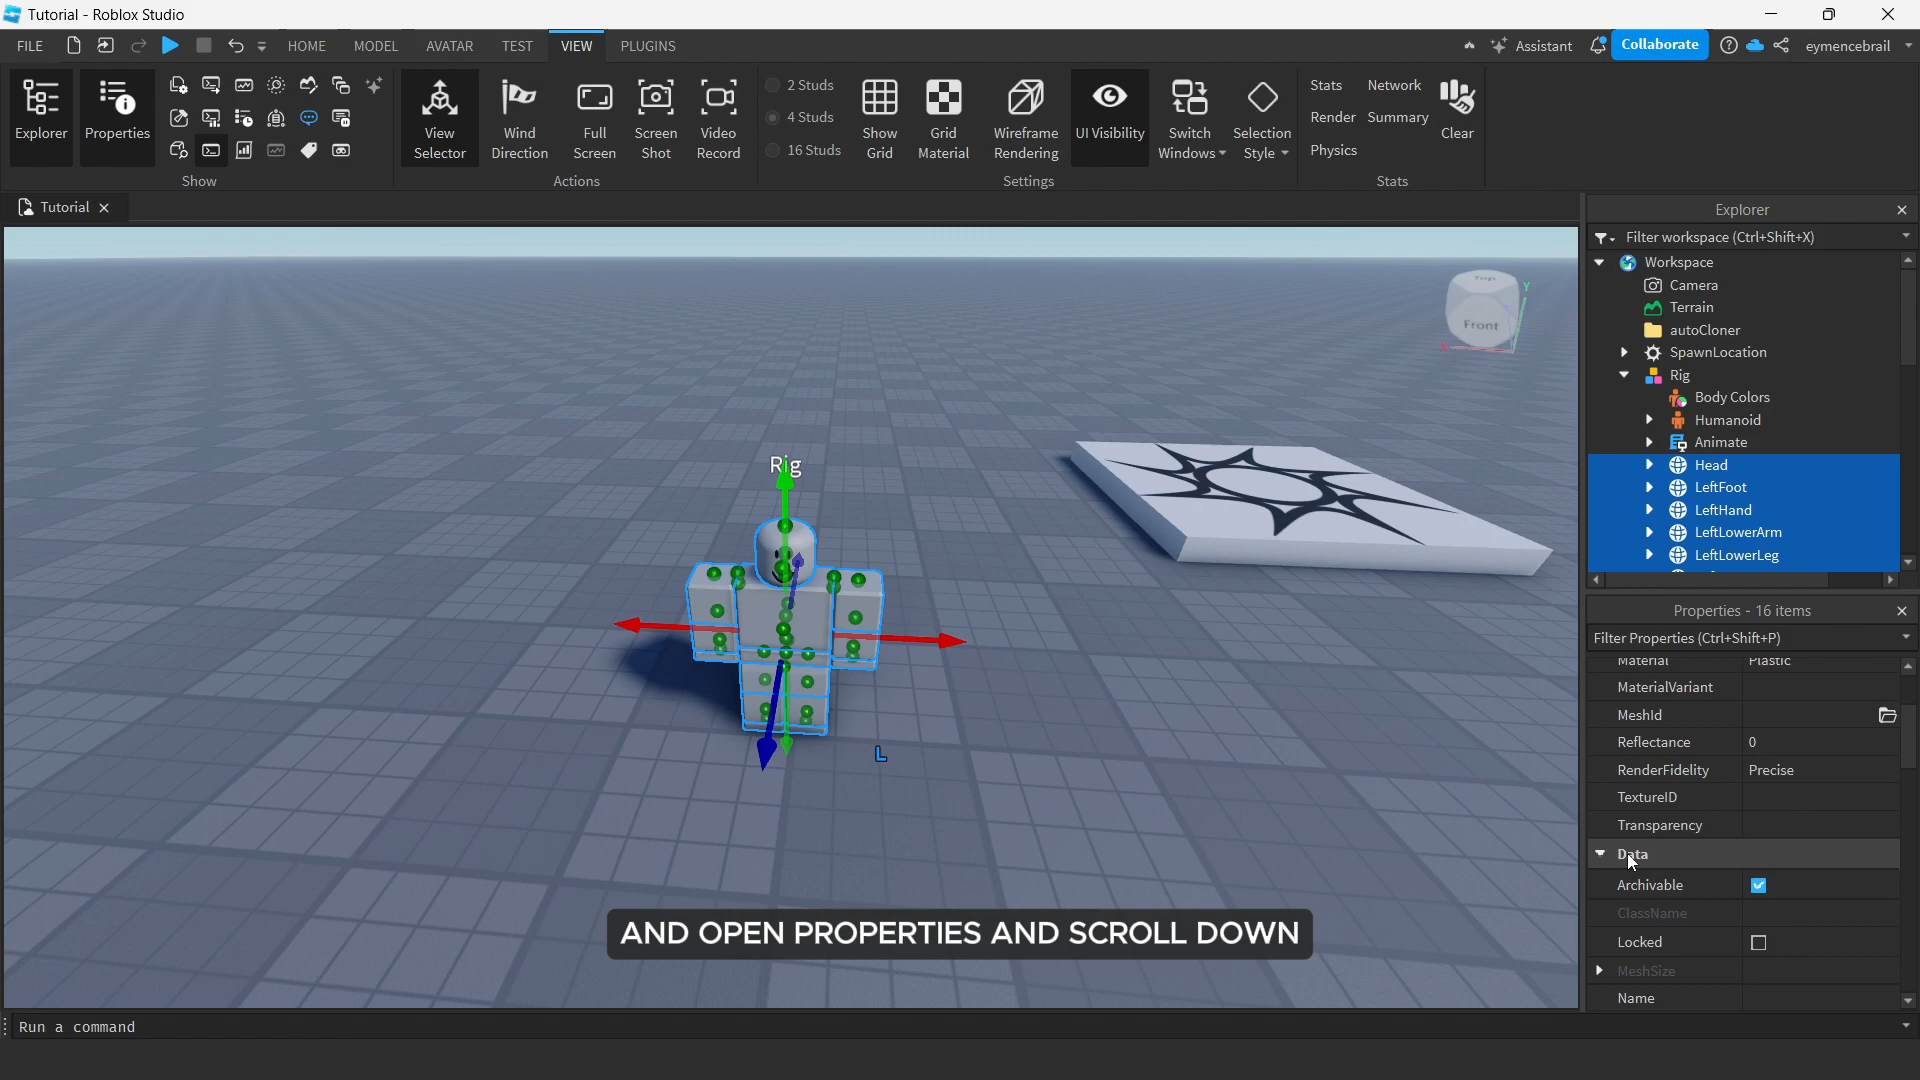 Tutorial - Roblox Studio
FILE
HOME
MODEL
AVATAR
TEST
VIEW
PLUGINS
Assistant
Collaborate
eymencebrail
Explorer
Properties
Show
View
Selector
Wind
Direction
Full
Screen
Screen
Shot
Video
Record
Actions
2 Studs
4 Studs
16 Studs
Show
Grid
Grid
Material
Wireframe
Rendering
UI Visibility
Switch
Windows
Selection
Style
Settings
Stats
Network
Render
Summary
Physics
Clear
Stats
Tutorial
Rig
Front
Y
X
L
AND OPEN PROPERTIES AND SCROLL DOWN
Explorer
Filter workspace (Ctrl+Shift+X)
Workspace
Camera
Terrain
autoCloner
SpawnLocation
Rig
Body Colors
Humanoid
Animate
Head
LeftFoot
LeftHand
LeftLowerArm
LeftLowerLeg
Properties - 16 items
Filter Properties (Ctrl+Shift+P)
Material Plastic
MaterialVariant
MeshId
Reflectance 0
RenderFidelity Precise
TextureID
Transparency
Data
Archivable
ClassName
Locked
MeshSize
Name
Run a command